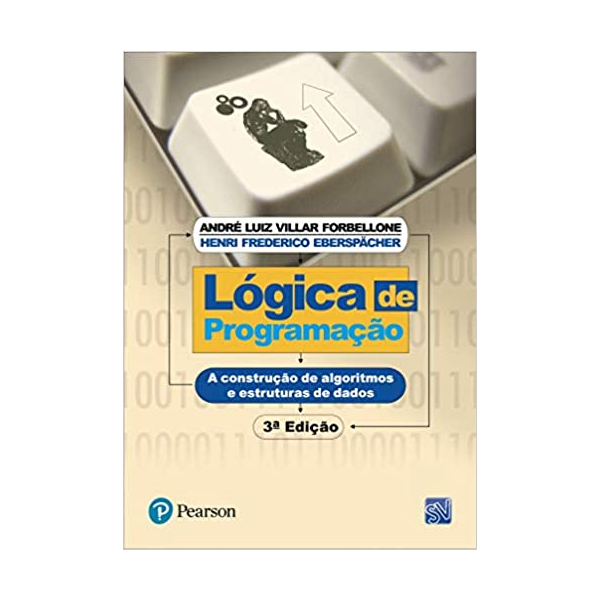 ANDRÉ LUIZ VILLAR FORBELLONE
HENRI FREDERICO EBERSPÄCHER
Lógica de
Programação
A construção de algoritmos
e estruturas de dados
3ª Edição
Pearson
SV